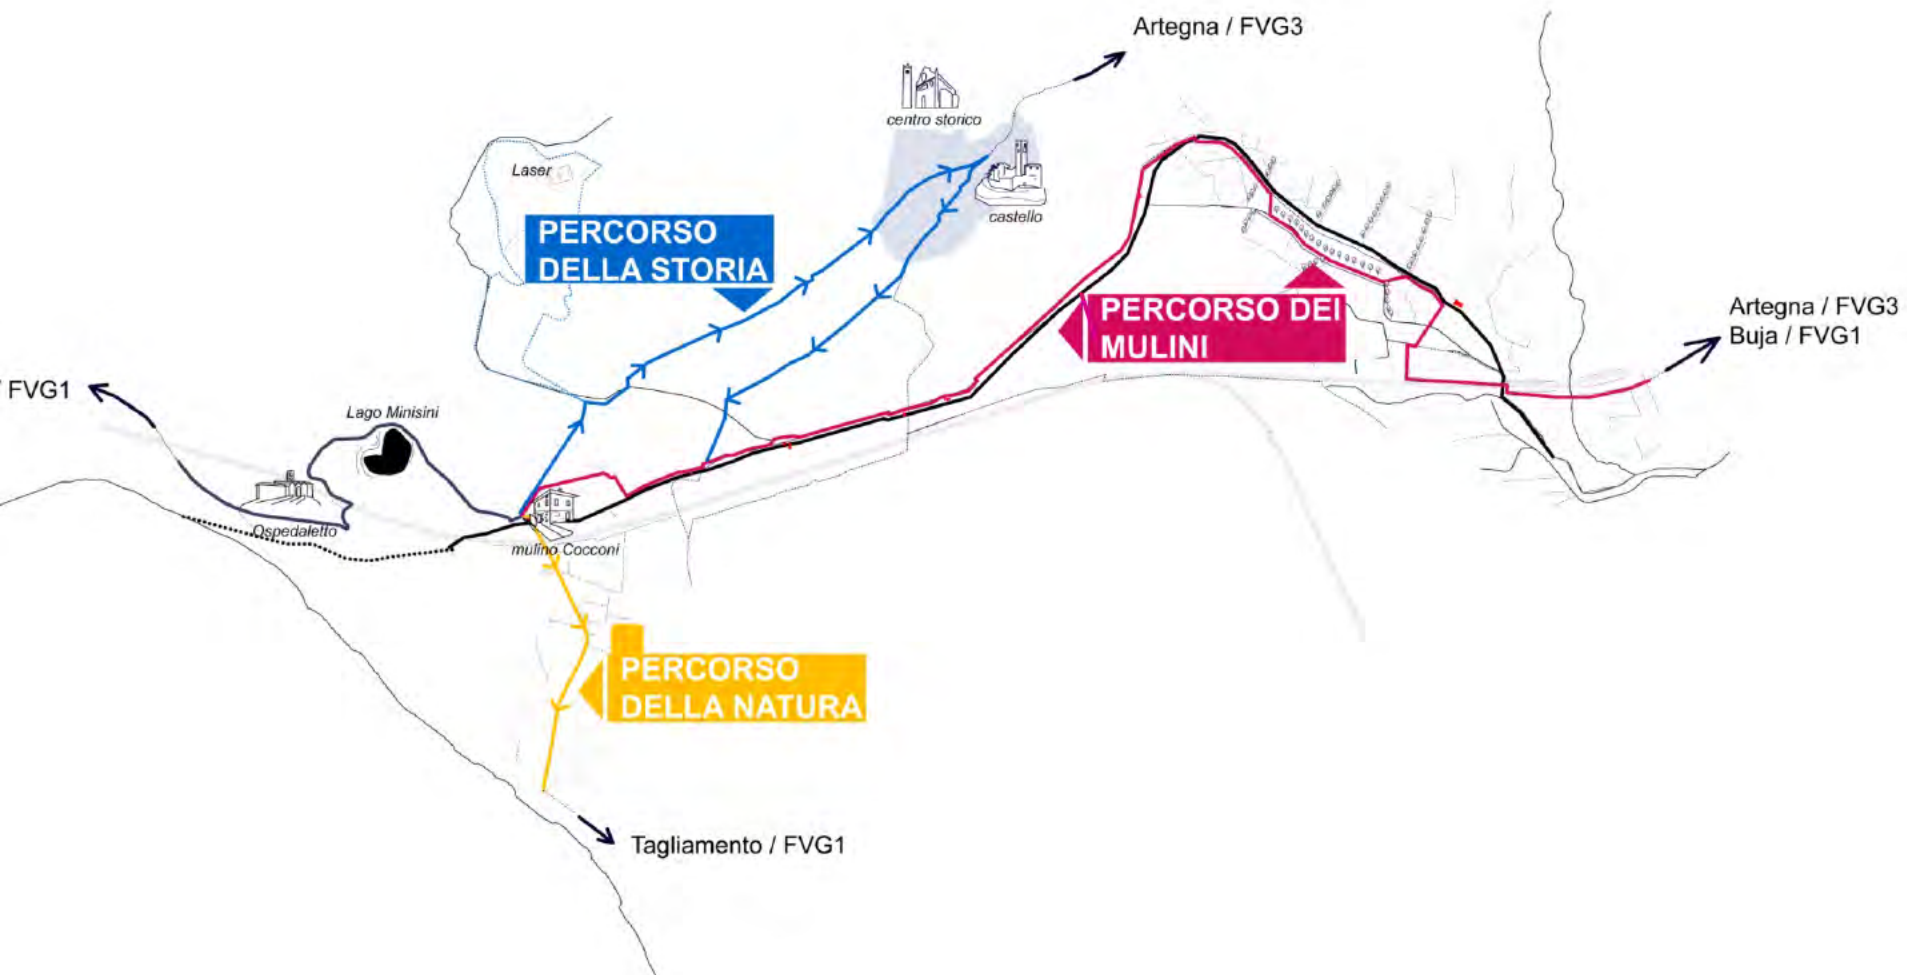 Artegna / FVG3
centro storico
Laser
castello
PERCORSO
DELLA STORIA
PERCORSO DEI
MULINI
Artegna / FVG3
Buja / FVG1
/ FVG1
Lago Minisini
Ospedaletto
mulino Cocconi
PERCORSO
DELLA NATURA
Tagliamento / FVG1